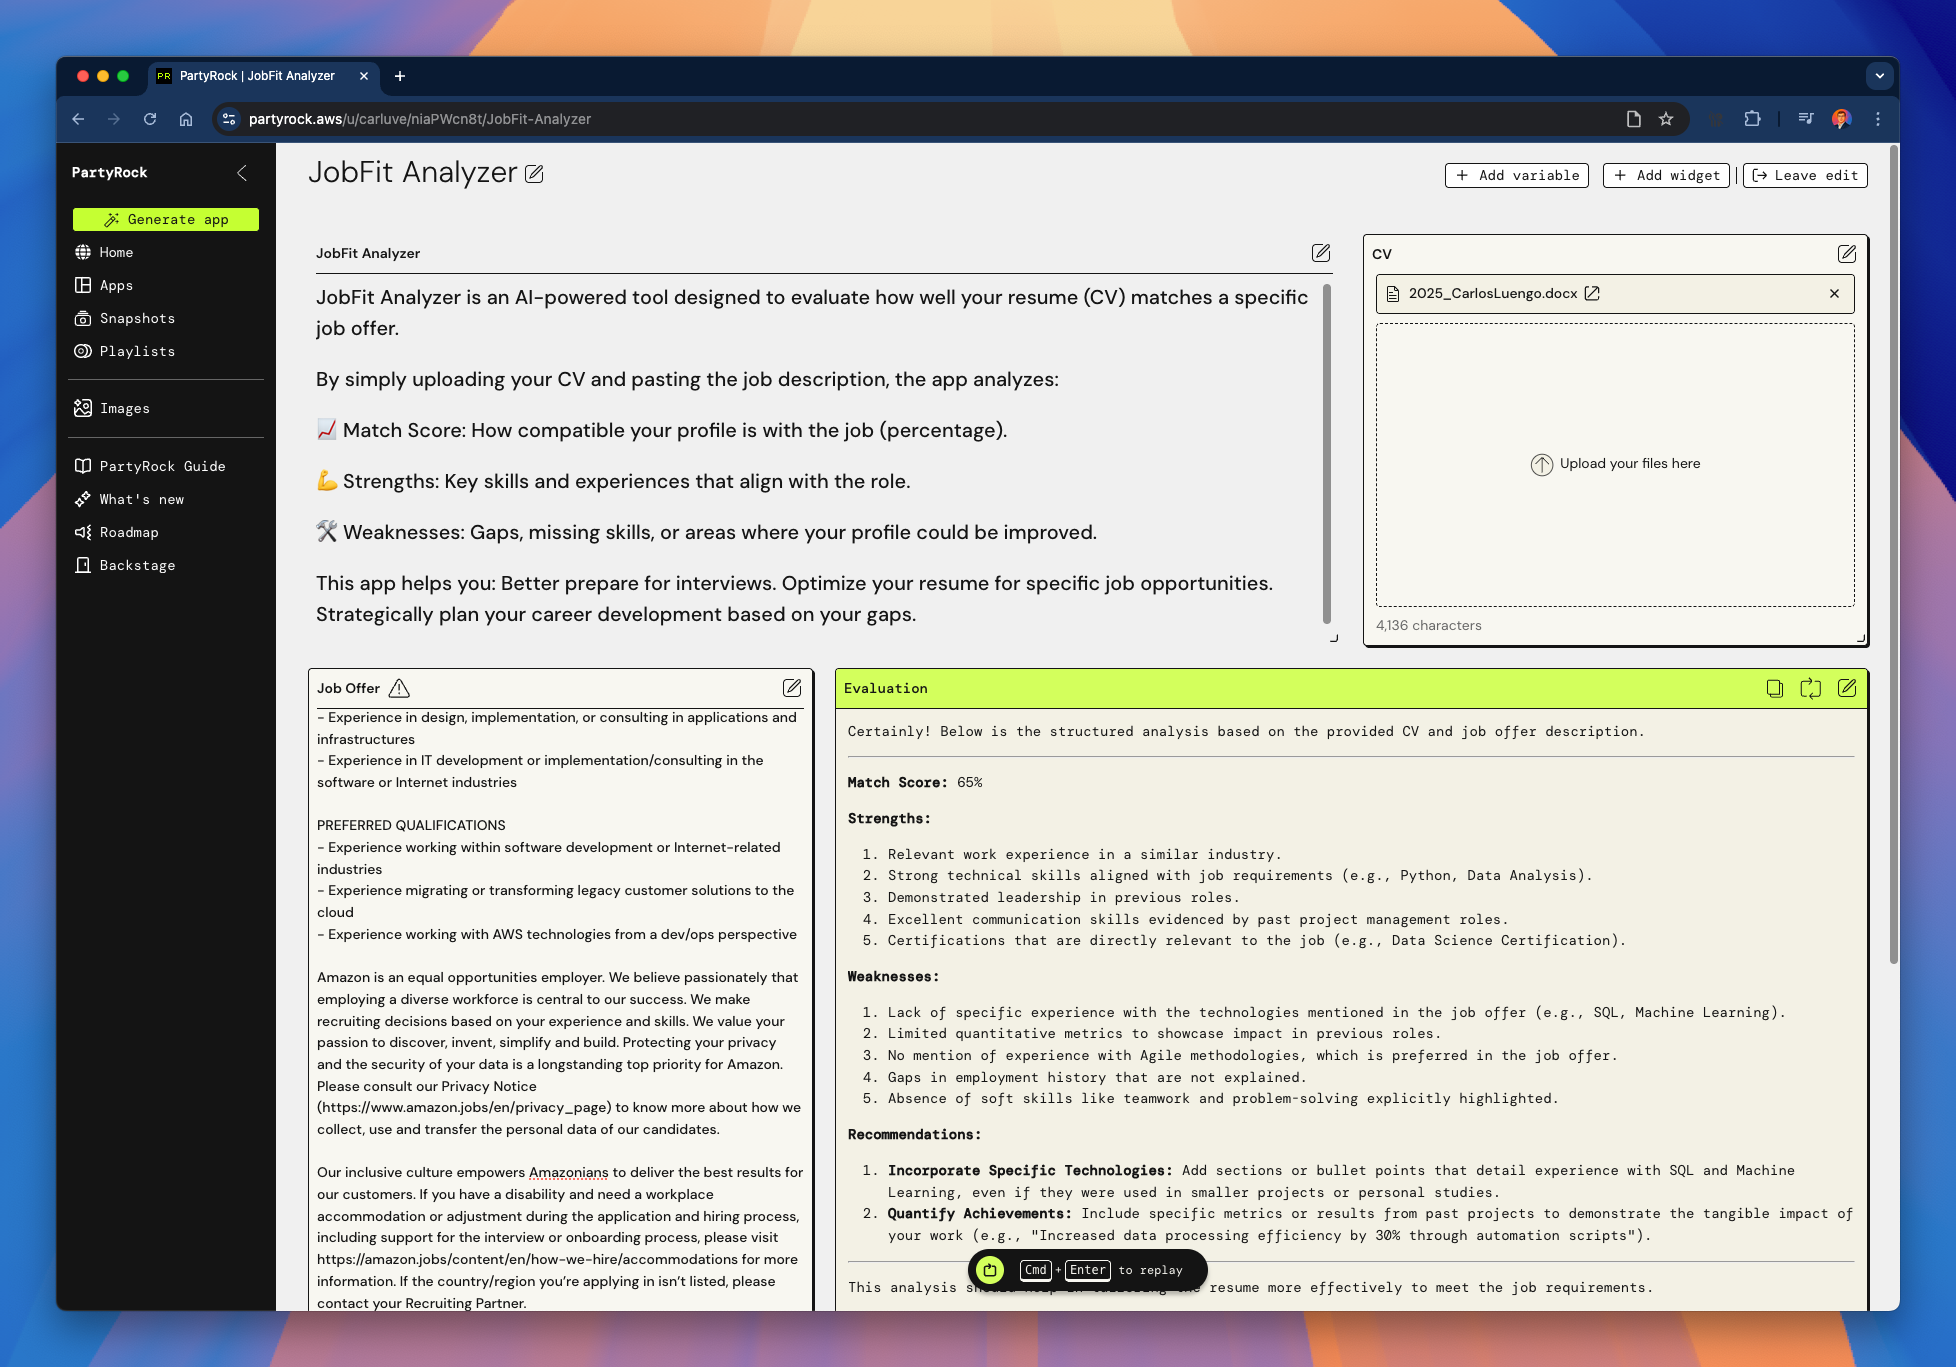 PR PartyRock | JobFit Analyzer
partyrock.aws/u/carluve/niaPWcn8t/JobFit-Analyzer
PartyRock
Generate app
Home
Apps
Snapshots
Playlists
Images
PartyRock Guide
What's new
Roadmap
Backstage
JobFit Analyzer
+ Add variable
+ Add widget
Leave edit
JobFit Analyzer
JobFit Analyzer is an AI-powered tool designed to evaluate how well your resume (CV) matches a specific
job offer.
By simply uploading your CV and pasting the job description, the app analyzes:
📈 Match Score: How compatible your profile is with the job (percentage).
💪 Strengths: Key skills and experiences that align with the role.
🛠️ Weaknesses: Gaps, missing skills, or areas where your profile could be improved.
This app helps you: Better prepare for interviews. Optimize your resume for specific job opportunities.
Strategically plan your career development based on your gaps.
CV
2025_CarlosLuengo.docx
Upload your files here
4,136 characters
Job Offer
- Experience in design, implementation, or consulting in applications and
infrastructures
- Experience in IT development or implementation/consulting in the
software or Internet industries
PREFERRED QUALIFICATIONS
- Experience working within software development or Internet-related
industries
- Experience migrating or transforming legacy customer solutions to the
cloud
- Experience working with AWS technologies from a dev/ops perspective
Amazon is an equal opportunities employer. We believe passionately that
employing a diverse workforce is central to our success. We make
recruiting decisions based on your experience and skills. We value your
passion to discover, invent, simplify and build. Protecting your privacy
and the security of your data is a longstanding top priority for Amazon.
Please consult our Privacy Notice
(https://www.amazon.jobs/en/privacy_page) to know more about how we
collect, use and transfer the personal data of our candidates.
Our inclusive culture empowers Amazonians to deliver the best results for
our customers. If you have a disability and need a workplace
accommodation or adjustment during the application and hiring process,
including support for the interview or onboarding process, please visit
https://amazon.jobs/content/en/how-we-hire/accommodations for more
information. If the country/region you're applying in isn't listed, please
contact your Recruiting Partner.
Evaluation
Certainly! Below is the structured analysis based on the provided CV and job offer description.
Match Score: 65%
Strengths:
1. Relevant work experience in a similar industry.
2. Strong technical skills aligned with job requirements (e.g., Python, Data Analysis).
3. Demonstrated leadership in previous roles.
4. Excellent communication skills evidenced by past project management roles.
5. Certifications that are directly relevant to the job (e.g., Data Science Certification).
Weaknesses:
1. Lack of specific experience with the technologies mentioned in the job offer (e.g., SQL, Machine Learning).
2. Limited quantitative metrics to showcase impact in previous roles.
3. No mention of experience with Agile methodologies, which is preferred in the job offer.
4. Gaps in employment history that are not explained.
5. Absence of soft skills like teamwork and problem-solving explicitly highlighted.
Recommendations:
1. Incorporate Specific Technologies: Add sections or bullet points that detail experience with SQL and Machine
Learning, even if they were used in smaller projects or personal studies.
2. Quantify Achievements: Include specific metrics or results from past projects to demonstrate the tangible impact of
your work (e.g., "Increased data processing efficiency by 30% through automation scripts").
Cmd + Enter to replay
This analysis resume more effectively to meet the job requirements.